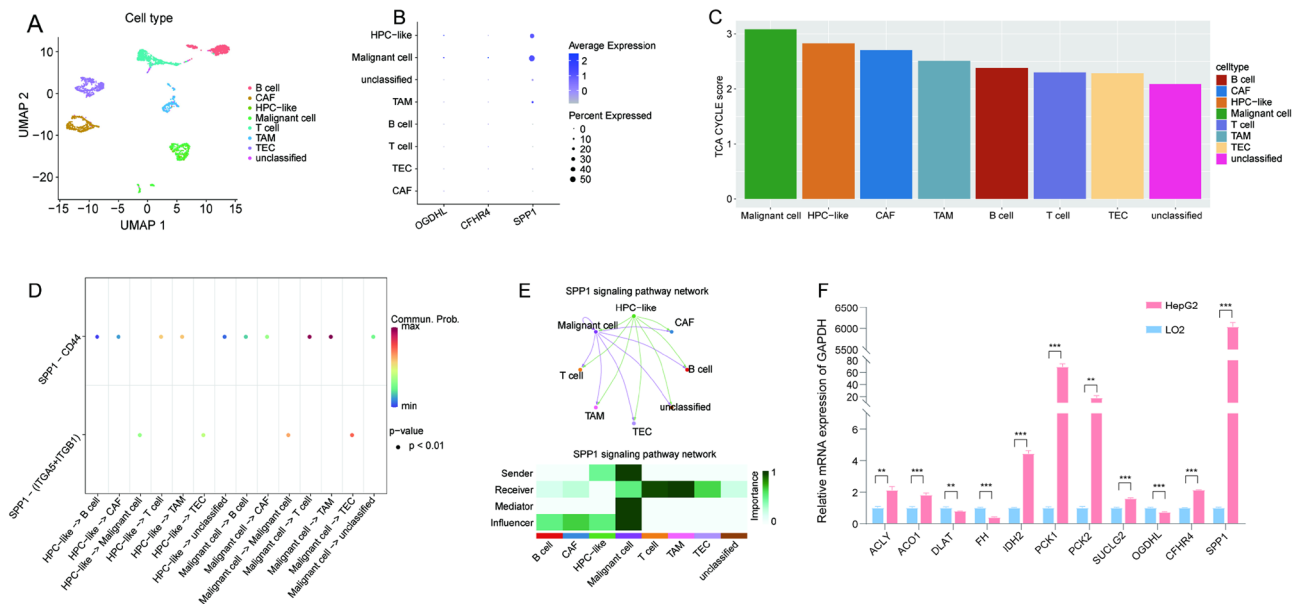 A
Cell type
UMAP 2
10
0
−10
−20
−15
−10
−5
0
5
10
15
UMAP 1
B cell
CAF
HPC−like
Malignant cell
T cell
TAM
TEC
unclassified
B
HPC−like
Malignant cell
unclassified
TAM
B cell
T cell
TEC
CAF
OGDHL
CFHR4
SPP1
Average Expression
2
1
0
Percent Expressed
0
10
20
30
40
50
C
TCA CYCLE score
3
2
1
0
Malignant cell
HPC−like
CAF
TAM
B cell
T cell
TEC
unclassified
celltype
B cell
CAF
HPC−like
Malignant cell
T cell
TAM
TEC
unclassified
D
SPP1 − CD44
SPP1 − (ITGA5+ITGB1)
HPC−like −> B cell
HPC−like −> CAF
HPC−like −> Malignant cell
HPC−like −> T cell
HPC−like −> TAM
HPC−like −> TEC
HPC−like −> unclassified
Malignant cell −> B cell
Malignant cell −> CAF
Malignant cell −> Malignant cell
Malignant cell −> T cell
Malignant cell −> TAM
Malignant cell −> TEC
Malignant cell −> unclassified
Commun. Prob.
max
min
p−value
p < 0.01
E
SPP1 signaling pathway network
HPC−like
Malignant cell
CAF
T cell
B cell
TAM
unclassified
TEC
SPP1 signaling pathway network
Sender
Receiver
Mediator
Influencer
B cell
CAF
HPC−like
Malignant cell
T cell
TAM
TEC
unclassified
Importance
1
0
F
Relative mRNA expression of GAPDH
6500
6000
5500
80
60
40
20
6
4
2
0
HepG2
LO2
**
***
**
***
***
***
**
***
***
***
***
ACLY
ACO1
DLAT
FH
IDH2
PCK1
PCK2
SUCLG2
OGDHL
CFHR4
SPP1